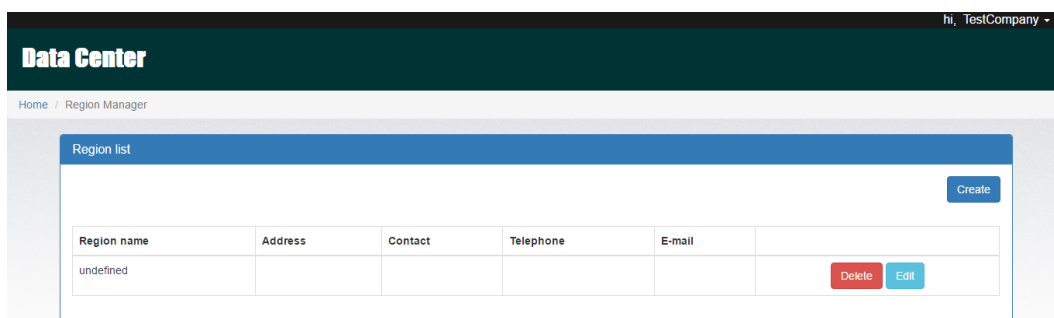 hi, TestCompany
Data Center
Home / Region Manager
Region list
Create
Region name Address Contact Telephone E-mail
undefined Delete Edit